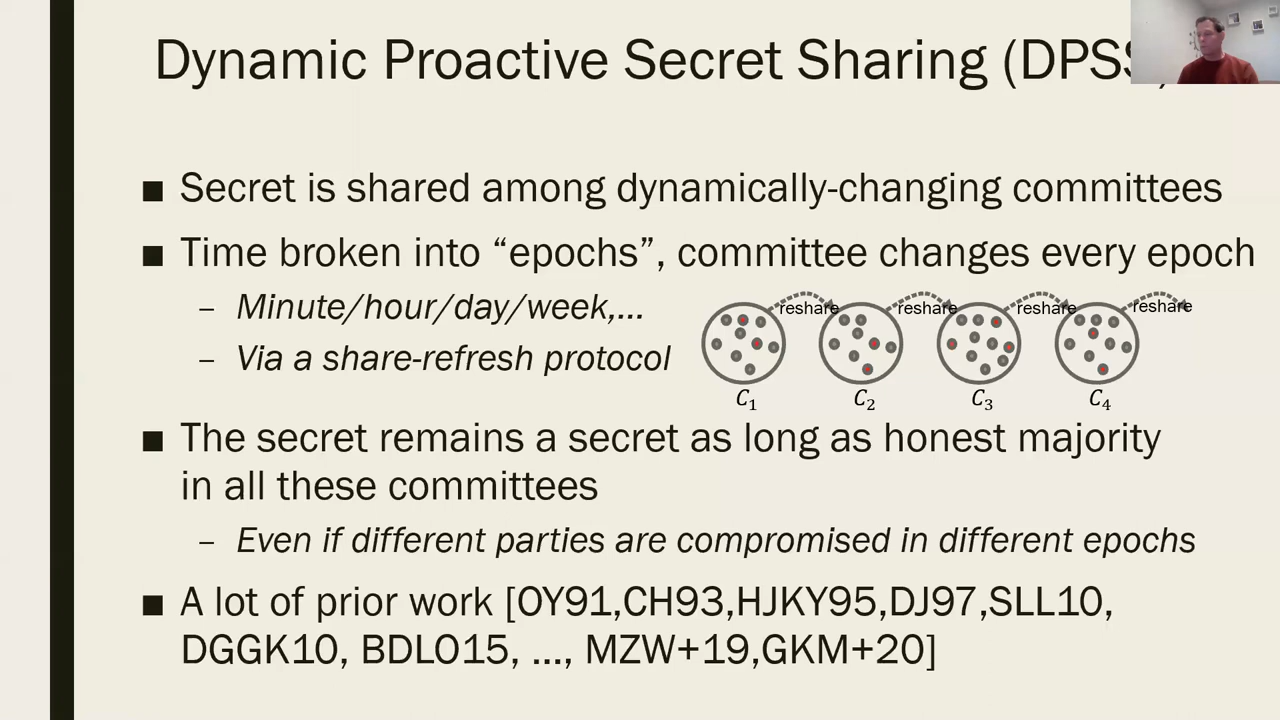 Dynamic Proactive Secret Sharing (DPSS)
■ Secret is shared among dynamically-changing committees
■ Time broken into “epochs”, committee changes every epoch
– Minute/hour/day/week,...
– Via a share-refresh protocol
reshare reshare reshare reshare
C₁ C₂ C₃ C₄
■ The secret remains a secret as long as honest majority
in all these committees
– Even if different parties are compromised in different epochs
■ A lot of prior work [OY91,CH93,HJKY95,DJ97,SLL10,
DGGK10, BDLO15, ..., MZW+19,GKM+20]